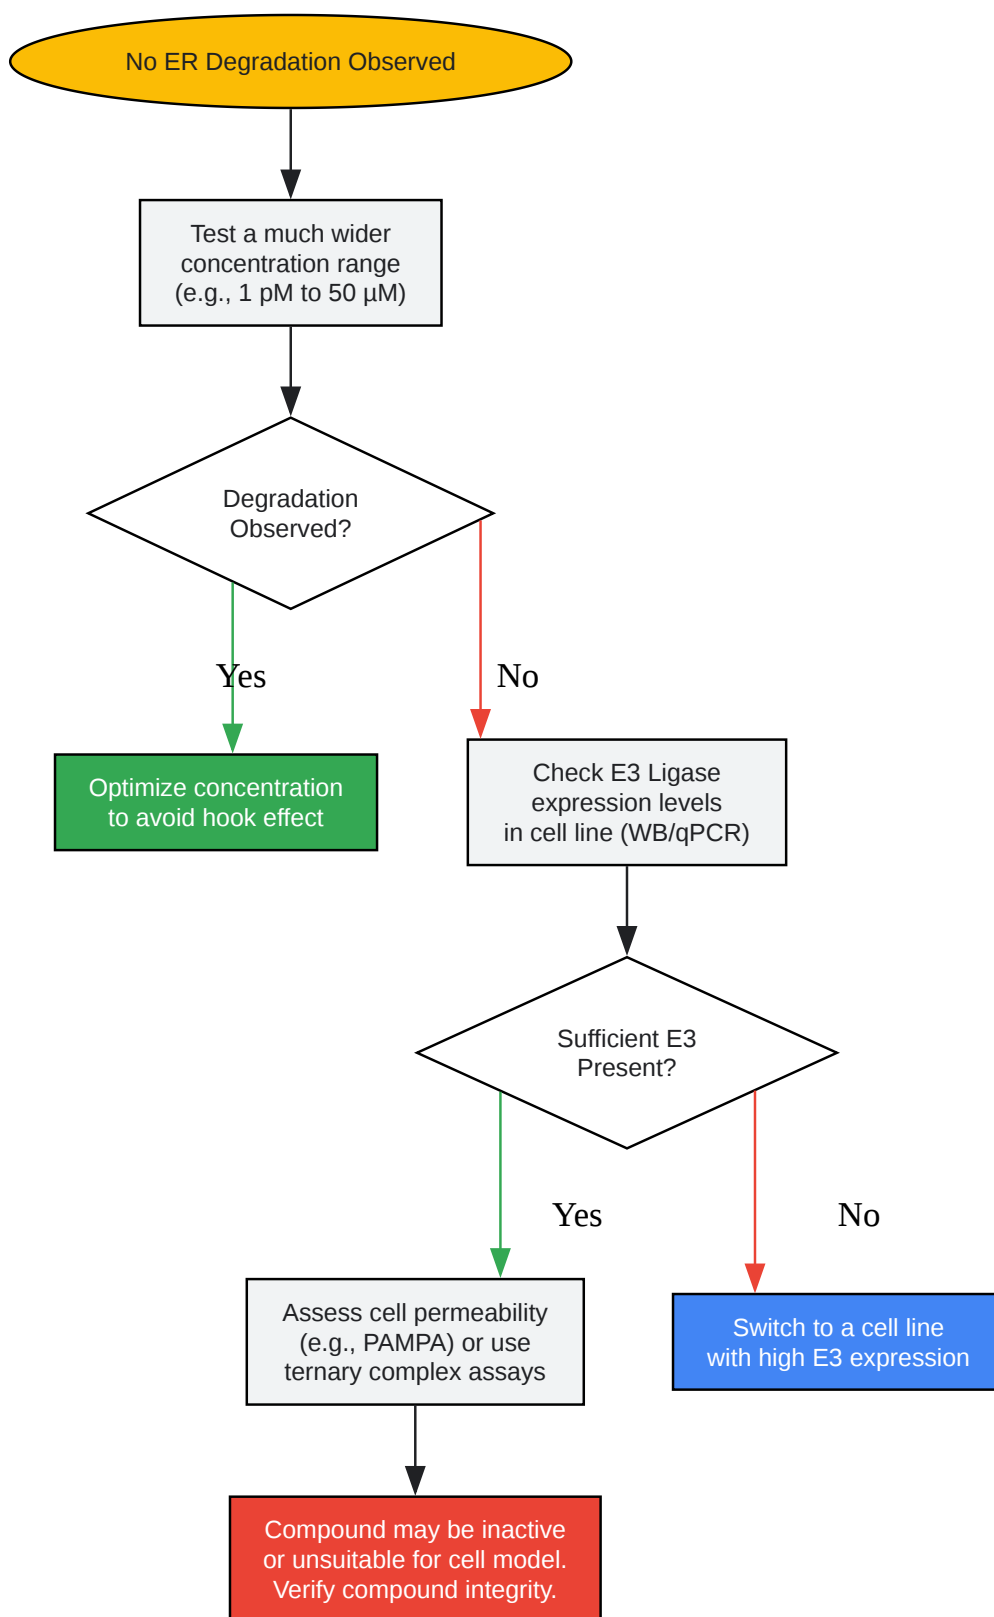 No ER Degradation Observed
Test a much wider
concentration range
(e.g., 1 pM to 50 µM)
Degradation
Observed?
Yes
No
Optimize concentration
to avoid hook effect
Check E3 Ligase
expression levels
in cell line (WB/qPCR)
Sufficient E3
Present?
Yes
No
Assess cell permeability
(e.g., PAMPA) or use
ternary complex assays
Switch to a cell line
with high E3 expression
Compound may be inactive
or unsuitable for cell model.
Verify compound integrity.